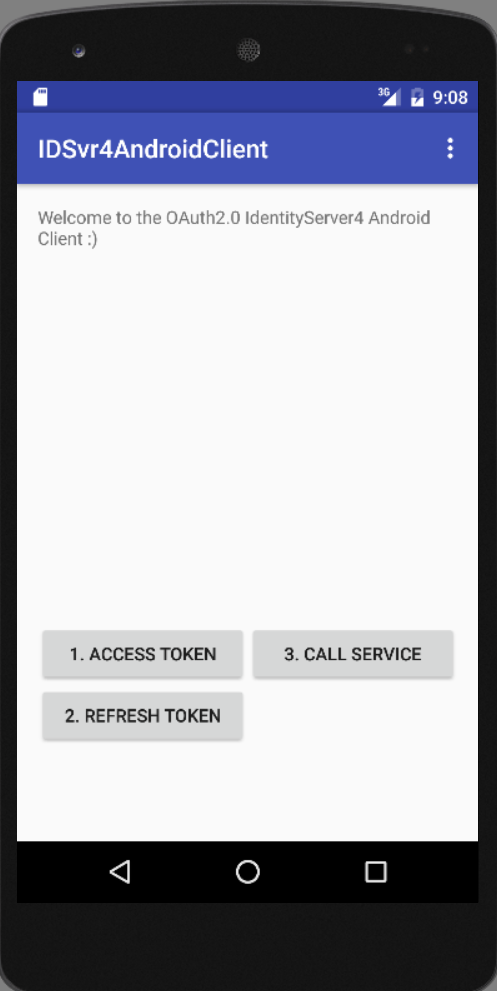 3G 9:08
IDSvr4AndroidClient
Welcome to the OAuth2.0 IdentityServer4 Android
Client :)
1. ACCESS TOKEN
3. CALL SERVICE
2. REFRESH TOKEN